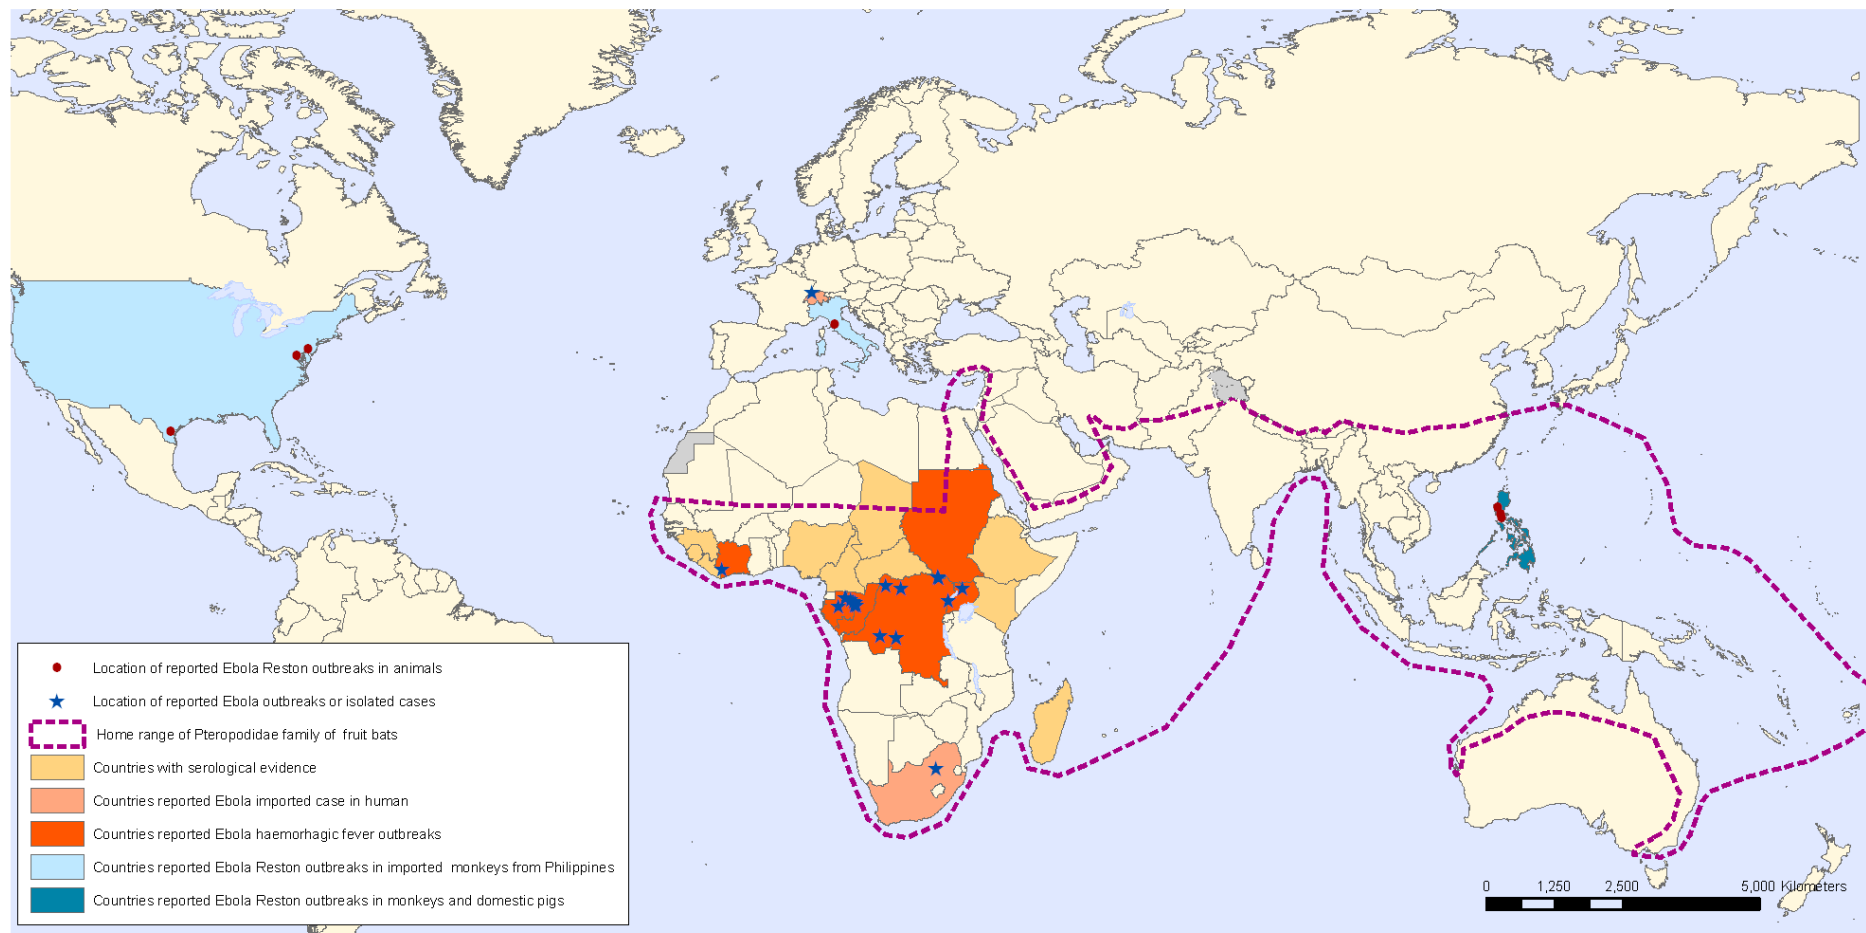 Location of reported Ebola Reston outbreaks in animals
Location of reported Ebola outbreaks or isolated cases
Home range of Pteropodidae family of fruit bats
Countries with serological evidence
Countries reported Ebola imported case in human
Countries reported Ebola haemorhagic fever outbreaks
Countries reported Ebola Reston outbreaks in imported monkeys from Philippines
Countries reported Ebola Reston outbreaks in monkeys and domestic pigs
0 1,250 2,500 5,000 Kilometers